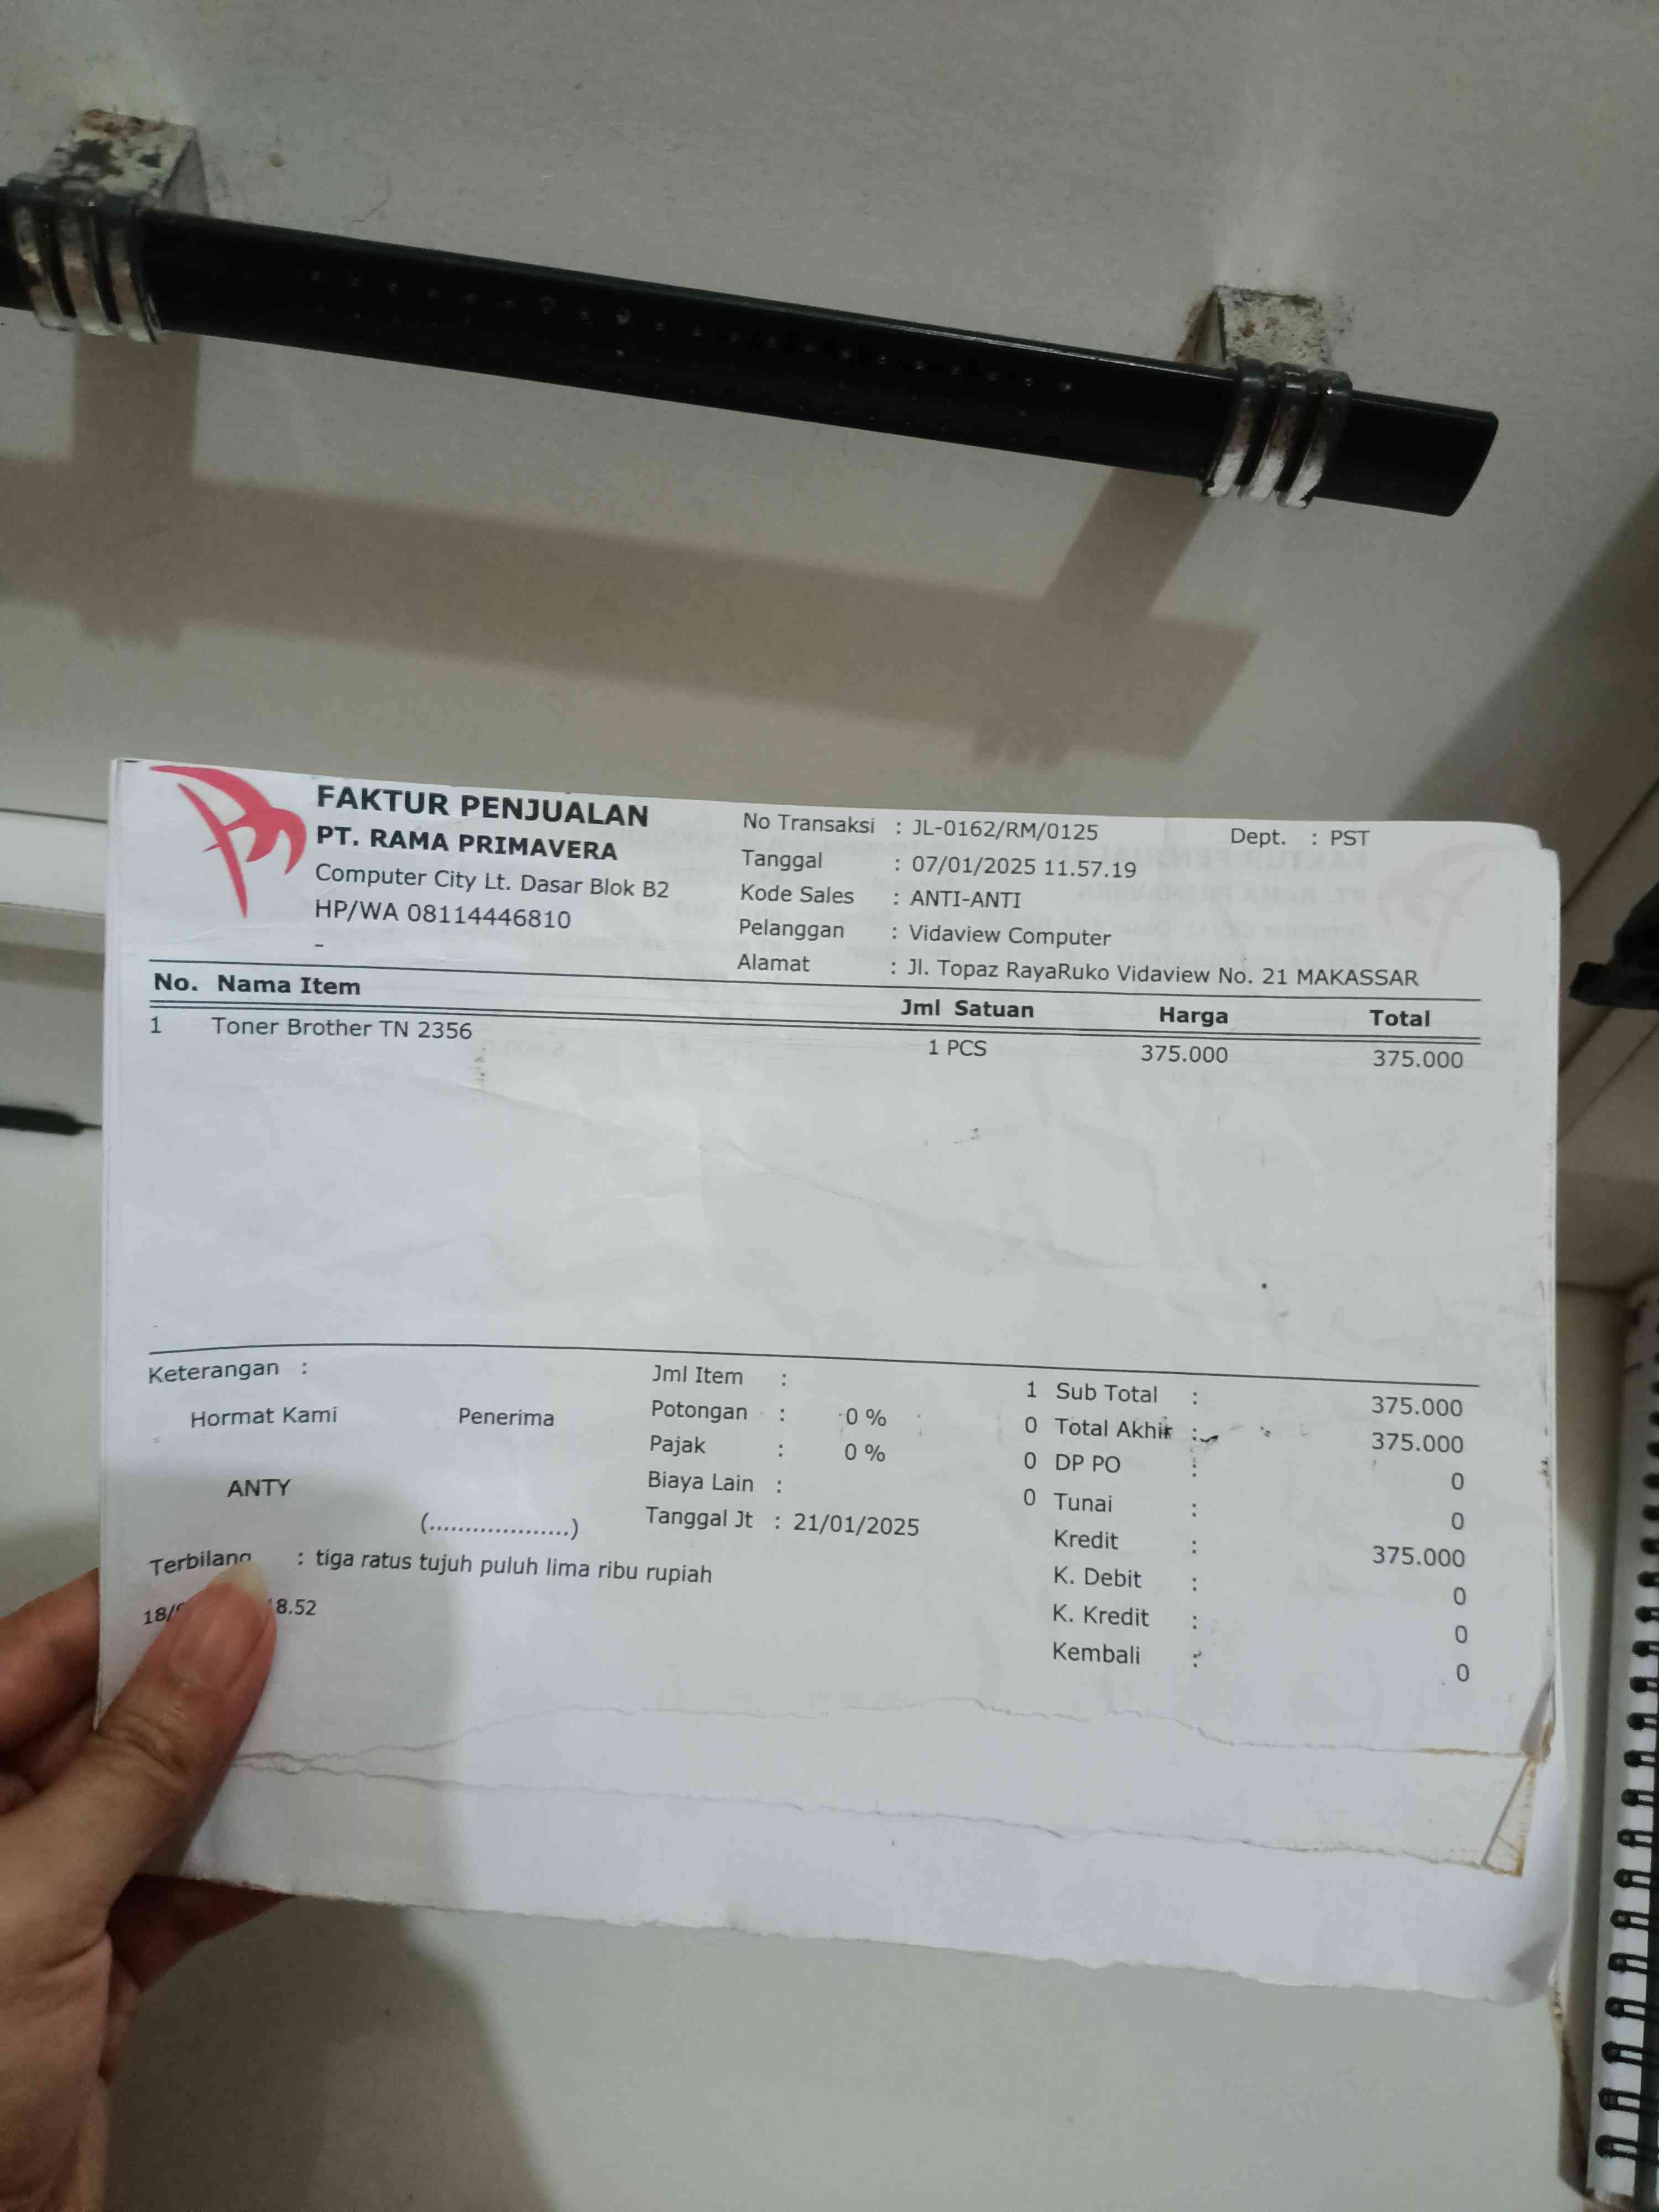 FAKTUR PENJUALAN
PT. RAMA PRIMAVERA
Computer City Lt. Dasar Blok B2
HP/WA 08114446810
-
No Transaksi : JL-0162/RM/0125 Dept. : PST
Tanggal : 07/01/2025 11.57.19
Kode Sales : ANTI-ANTI
Pelanggan : Vidaview Computer
Alamat : Jl. Topaz RayaRuko Vidaview No. 21 MAKASSAR
No. Nama Item Jml Satuan Harga Total
1 Toner Brother TN 2356 1 PCS 375.000 375.000
Keterangan :
Hormat Kami Penerima
ANTY
(...................)
Jml Item : 1
Potongan : 0 % 0
Pajak : 0 % 0
Biaya Lain : 0
Tanggal Jt : 21/01/2025
Sub Total : 375.000
Total Akhir : 375.000
DP PO : 0
Tunai : 0
Kredit : 375.000
K. Debit : 0
K. Kredit : 0
Kembali : 0
Terbilang : tiga ratus tujuh puluh lima ribu rupiah
18/ 8.52